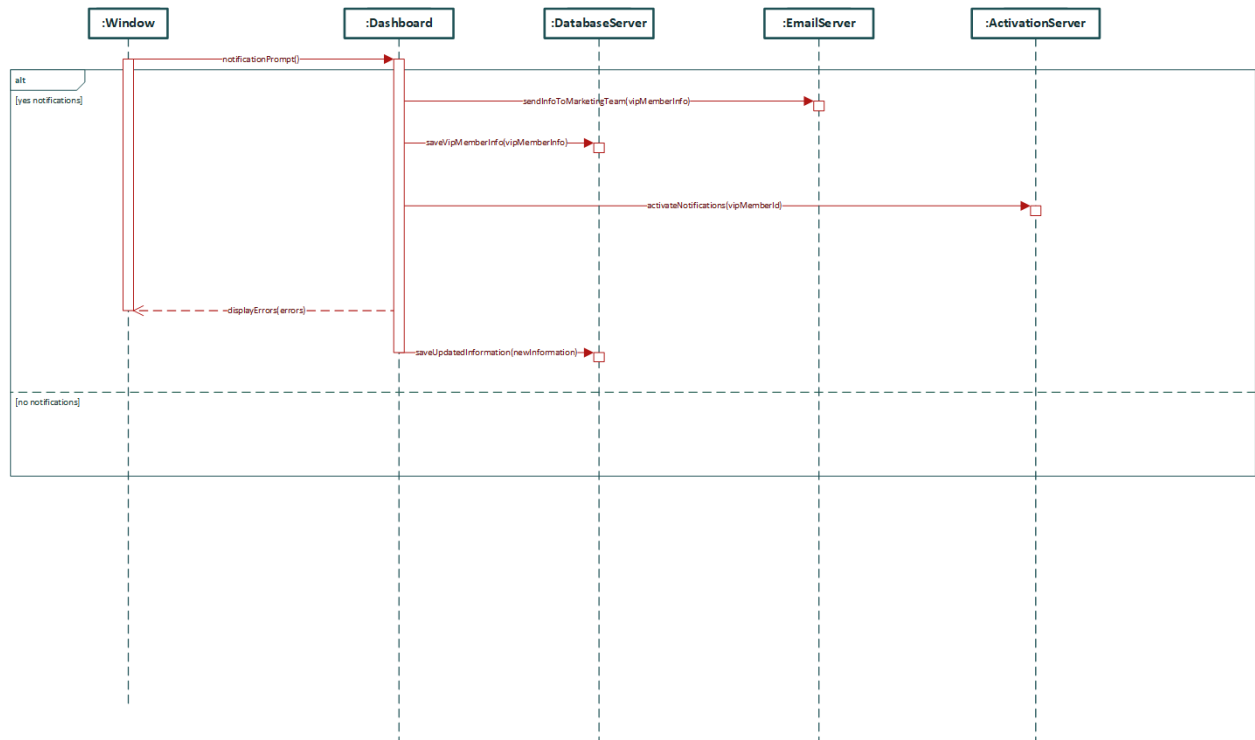 :Window
:Dashboard
:DatabaseServer
:EmailServer
:ActivationServer
notificationPrompt()
alt
[yes notifications]
sendInfoToMarketingTeam(vipMemberInfo)
saveVipMemberInfo(vipMemberInfo)
activateNotifications(vipMemberId)
displayErrors(errors)
saveUpdatedInformation(newInformation)
[no notifications]